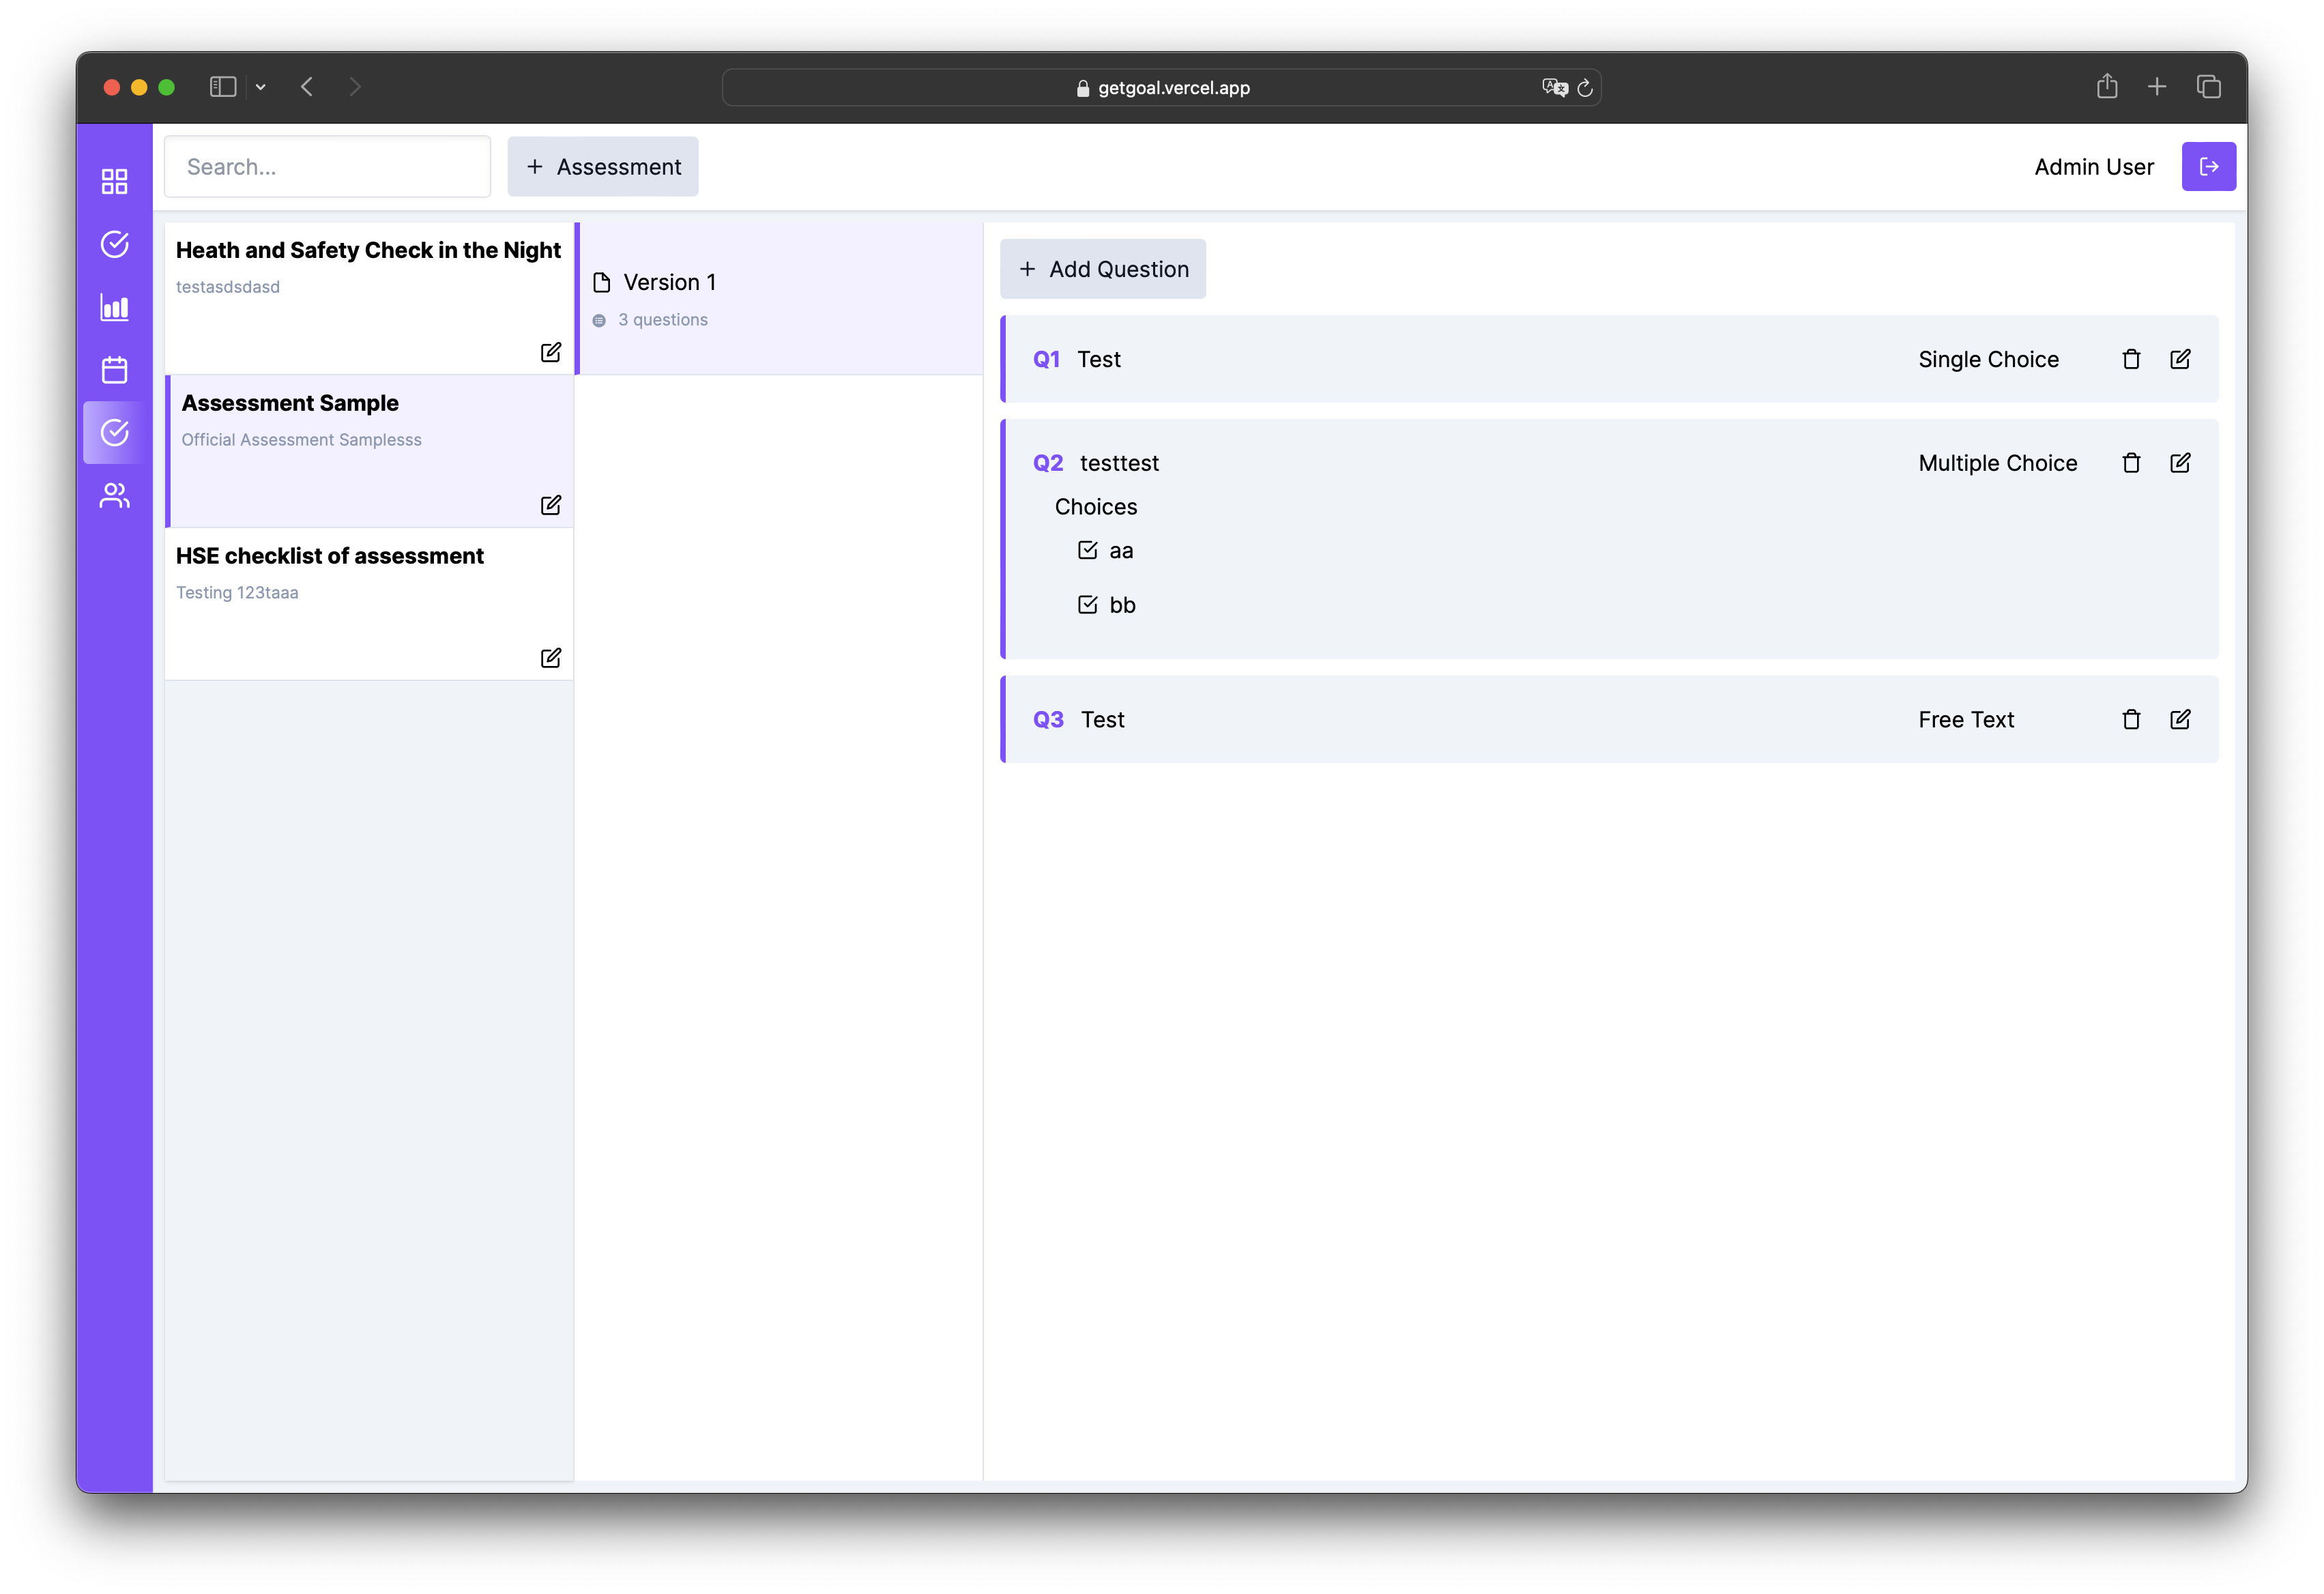 getgoal.vercel.app
Search...
+ Assessment
Admin User
Heath and Safety Check in the Night
testasdsdasd
Assessment Sample
Official Assessment Samplesss
HSE checklist of assessment
Testing 123taaa
Version 1
3 questions
+ Add Question
Q1 Test Single Choice
Q2 testtest Multiple Choice
Choices
aa
bb
Q3 Test Free Text